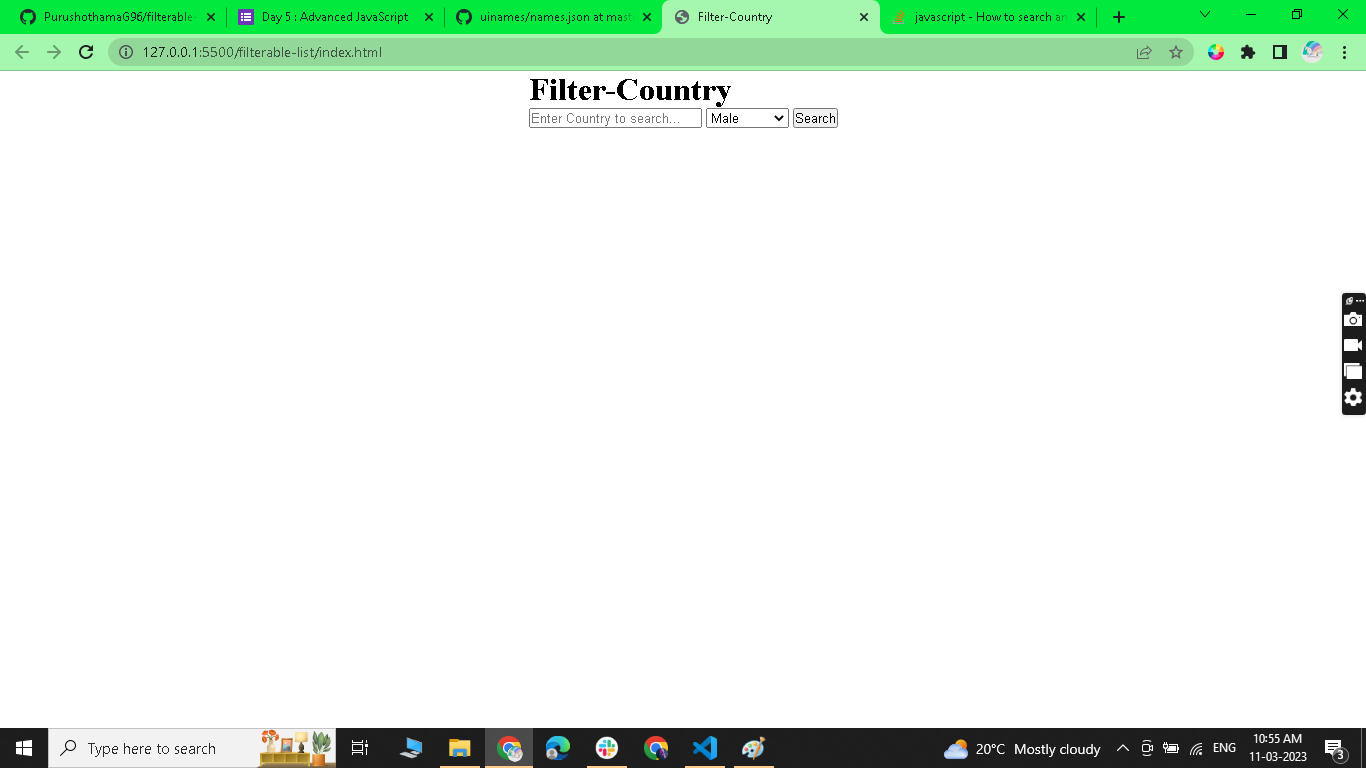 PurushothamaG96/filterable-
Day 5 : Advanced JavaScript
uinames/names.json at mast
Filter-Country
javascript - How to search an
127.0.0.1:5500/filterable-list/index.html
Filter-Country
Enter Country to search... Male Search
Type here to search
20°C Mostly cloudy
ENG
10:55 AM
11-03-2023
3